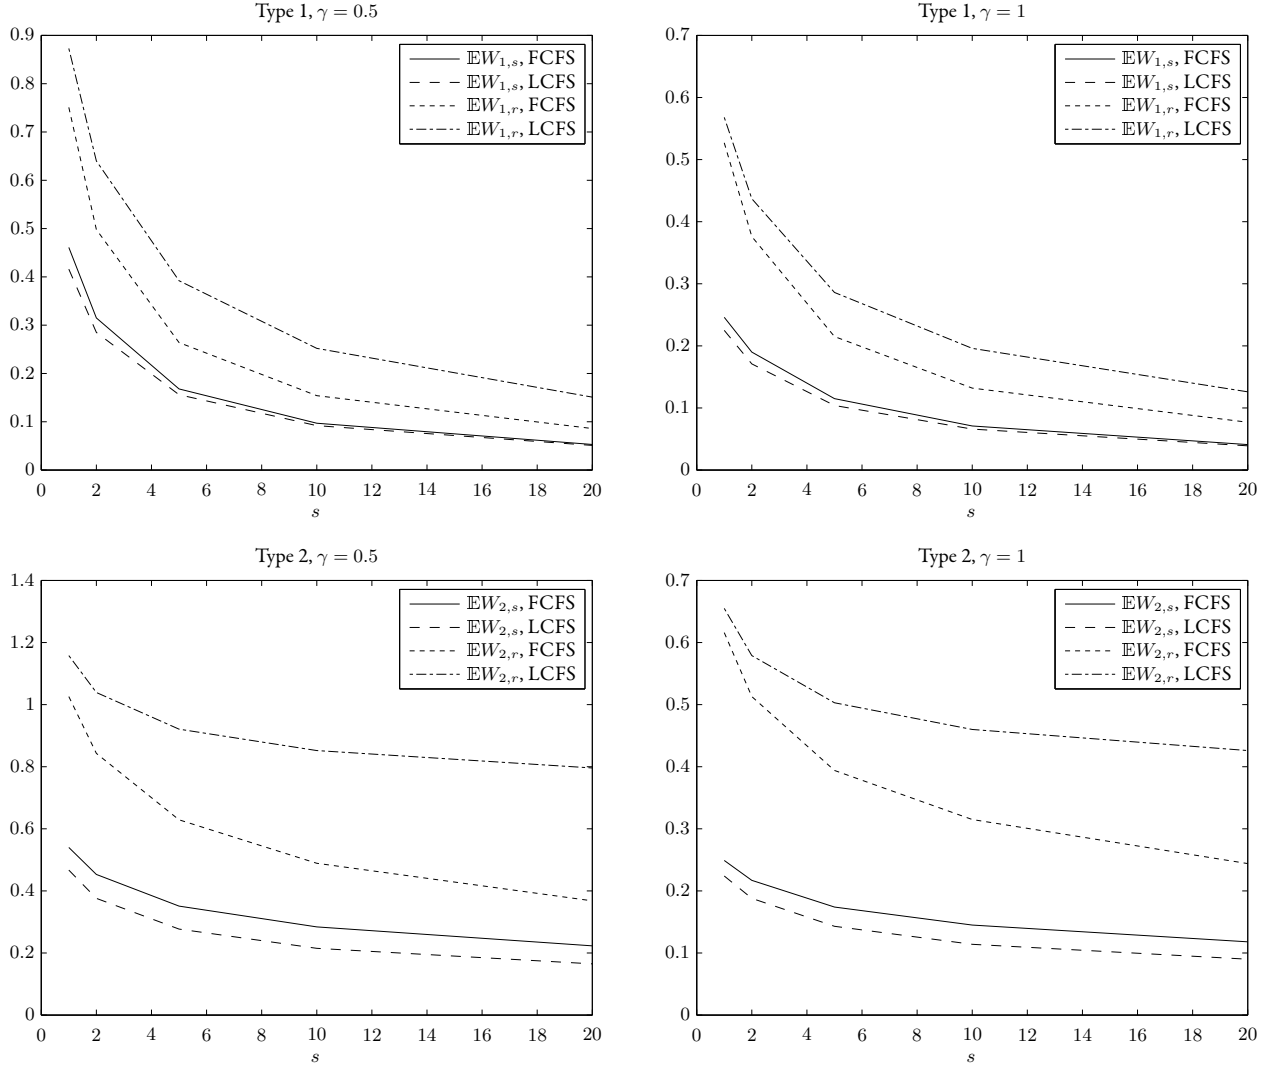 Type 1, γ = 0.5
0.9
0.8
0.7
0.6
0.5
0.4
0.3
0.2
0.1
0
0 2 4 6 8 10 12 14 16 18 20
s
𝔼W₁,ₛ, FCFS
𝔼W₁,ₛ, LCFS
𝔼W₁,ᵣ, FCFS
𝔼W₁,ᵣ, LCFS
Type 1, γ = 1
0.7
0.6
0.5
0.4
0.3
0.2
0.1
0
0 2 4 6 8 10 12 14 16 18 20
s
𝔼W₁,ₛ, FCFS
𝔼W₁,ₛ, LCFS
𝔼W₁,ᵣ, FCFS
𝔼W₁,ᵣ, LCFS
Type 2, γ = 0.5
1.4
1.2
1
0.8
0.6
0.4
0.2
0
0 2 4 6 8 10 12 14 16 18 20
s
𝔼W₂,ₛ, FCFS
𝔼W₂,ₛ, LCFS
𝔼W₂,ᵣ, FCFS
𝔼W₂,ᵣ, LCFS
Type 2, γ = 1
0.7
0.6
0.5
0.4
0.3
0.2
0.1
0
0 2 4 6 8 10 12 14 16 18 20
s
𝔼W₂,ₛ, FCFS
𝔼W₂,ₛ, LCFS
𝔼W₂,ᵣ, FCFS
𝔼W₂,ᵣ, LCFS